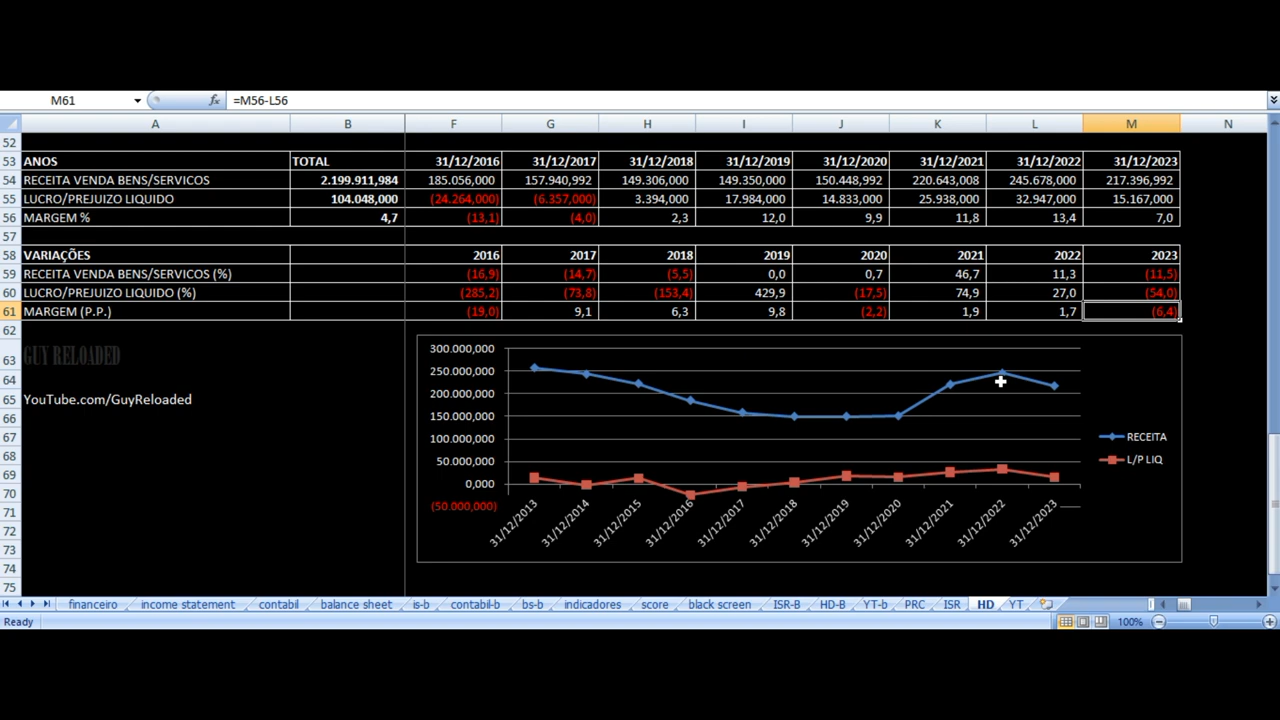 M61 fx =M56-L56
A B F G H I J K L M N
52
53 ANOS TOTAL 31/12/2016 31/12/2017 31/12/2018 31/12/2019 31/12/2020 31/12/2021 31/12/2022 31/12/2023
54 RECEITA VENDA BENS/SERVICOS 2.199.911,984 185.056,000 157.940,992 149.306,000 149.350,000 150.448,992 220.643,008 245.678,000 217.396,992
55 LUCRO/PREJUIZO LIQUIDO 104.048,000 (24.264,000) (6.357,000) 3.394,000 17.984,000 14.833,000 25.938,000 32.947,000 15.167,000
56 MARGEM % 4,7 (13,1) (4,0) 2,3 12,0 9,9 11,8 13,4 7,0
57
58 VARIAÇÕES 2016 2017 2018 2019 2020 2021 2022 2023
59 RECEITA VENDA BENS/SERVICOS (%) (16,9) (14,7) (5,5) 0,0 0,7 46,7 11,3 (11,5)
60 LUCRO/PREJUIZO LIQUIDO (%) (285,2) (73,8) (153,4) 429,9 (17,5) 74,9 27,0 (54,0)
61 MARGEM (P.P.) (19,0) 9,1 6,3 9,8 (2,2) 1,9 1,7 (6,4)
62
63 GUY RELOADED
64
65 YouTube.com/GuyReloaded
66
67
68
69
70
71
72
73
74
75
300.000,000
250.000,000
200.000,000
150.000,000
100.000,000
50.000,000
0,000
(50.000,000)
31/12/2013 31/12/2014 31/12/2015 31/12/2016 31/12/2017 31/12/2018 31/12/2019 31/12/2020 31/12/2021 31/12/2022 31/12/2023
RECEITA
L/P LIQ
financeiro income statement contabil balance sheet is-b contabil-b bs-b indicadores score black screen ISR-B HD-B YT-b PRC ISR HD YT
Ready 100%